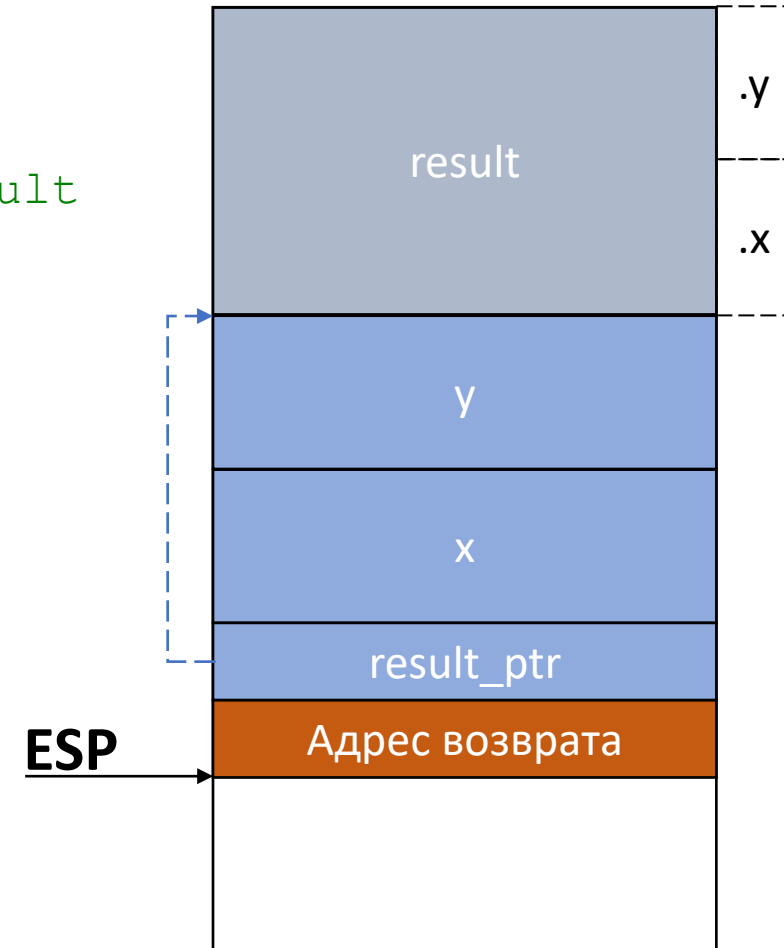 .y
result
ult
.x
y
x
result_ptr
ESP
Адрес возврата